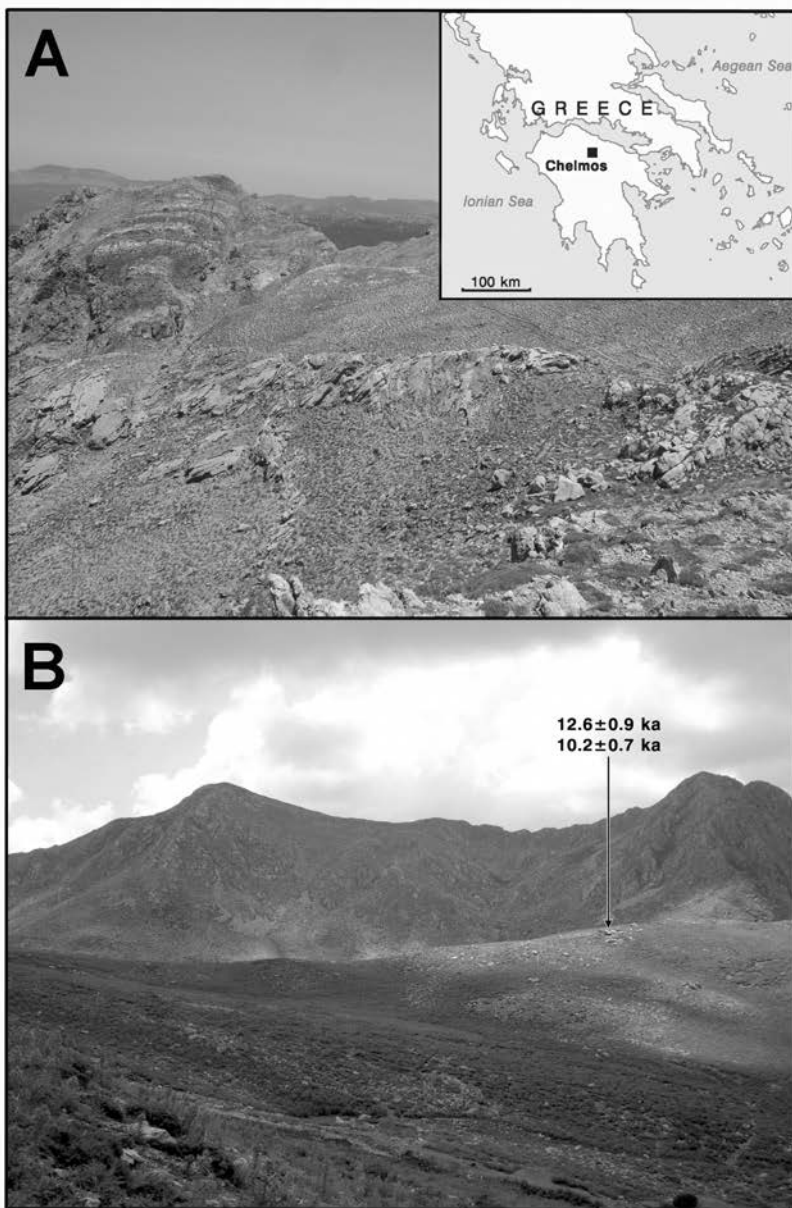 A
Aegean Sea
GREECE
Chelmos
Ionian Sea
100 km
B
12.6±0.9 ka
10.2±0.7 ka